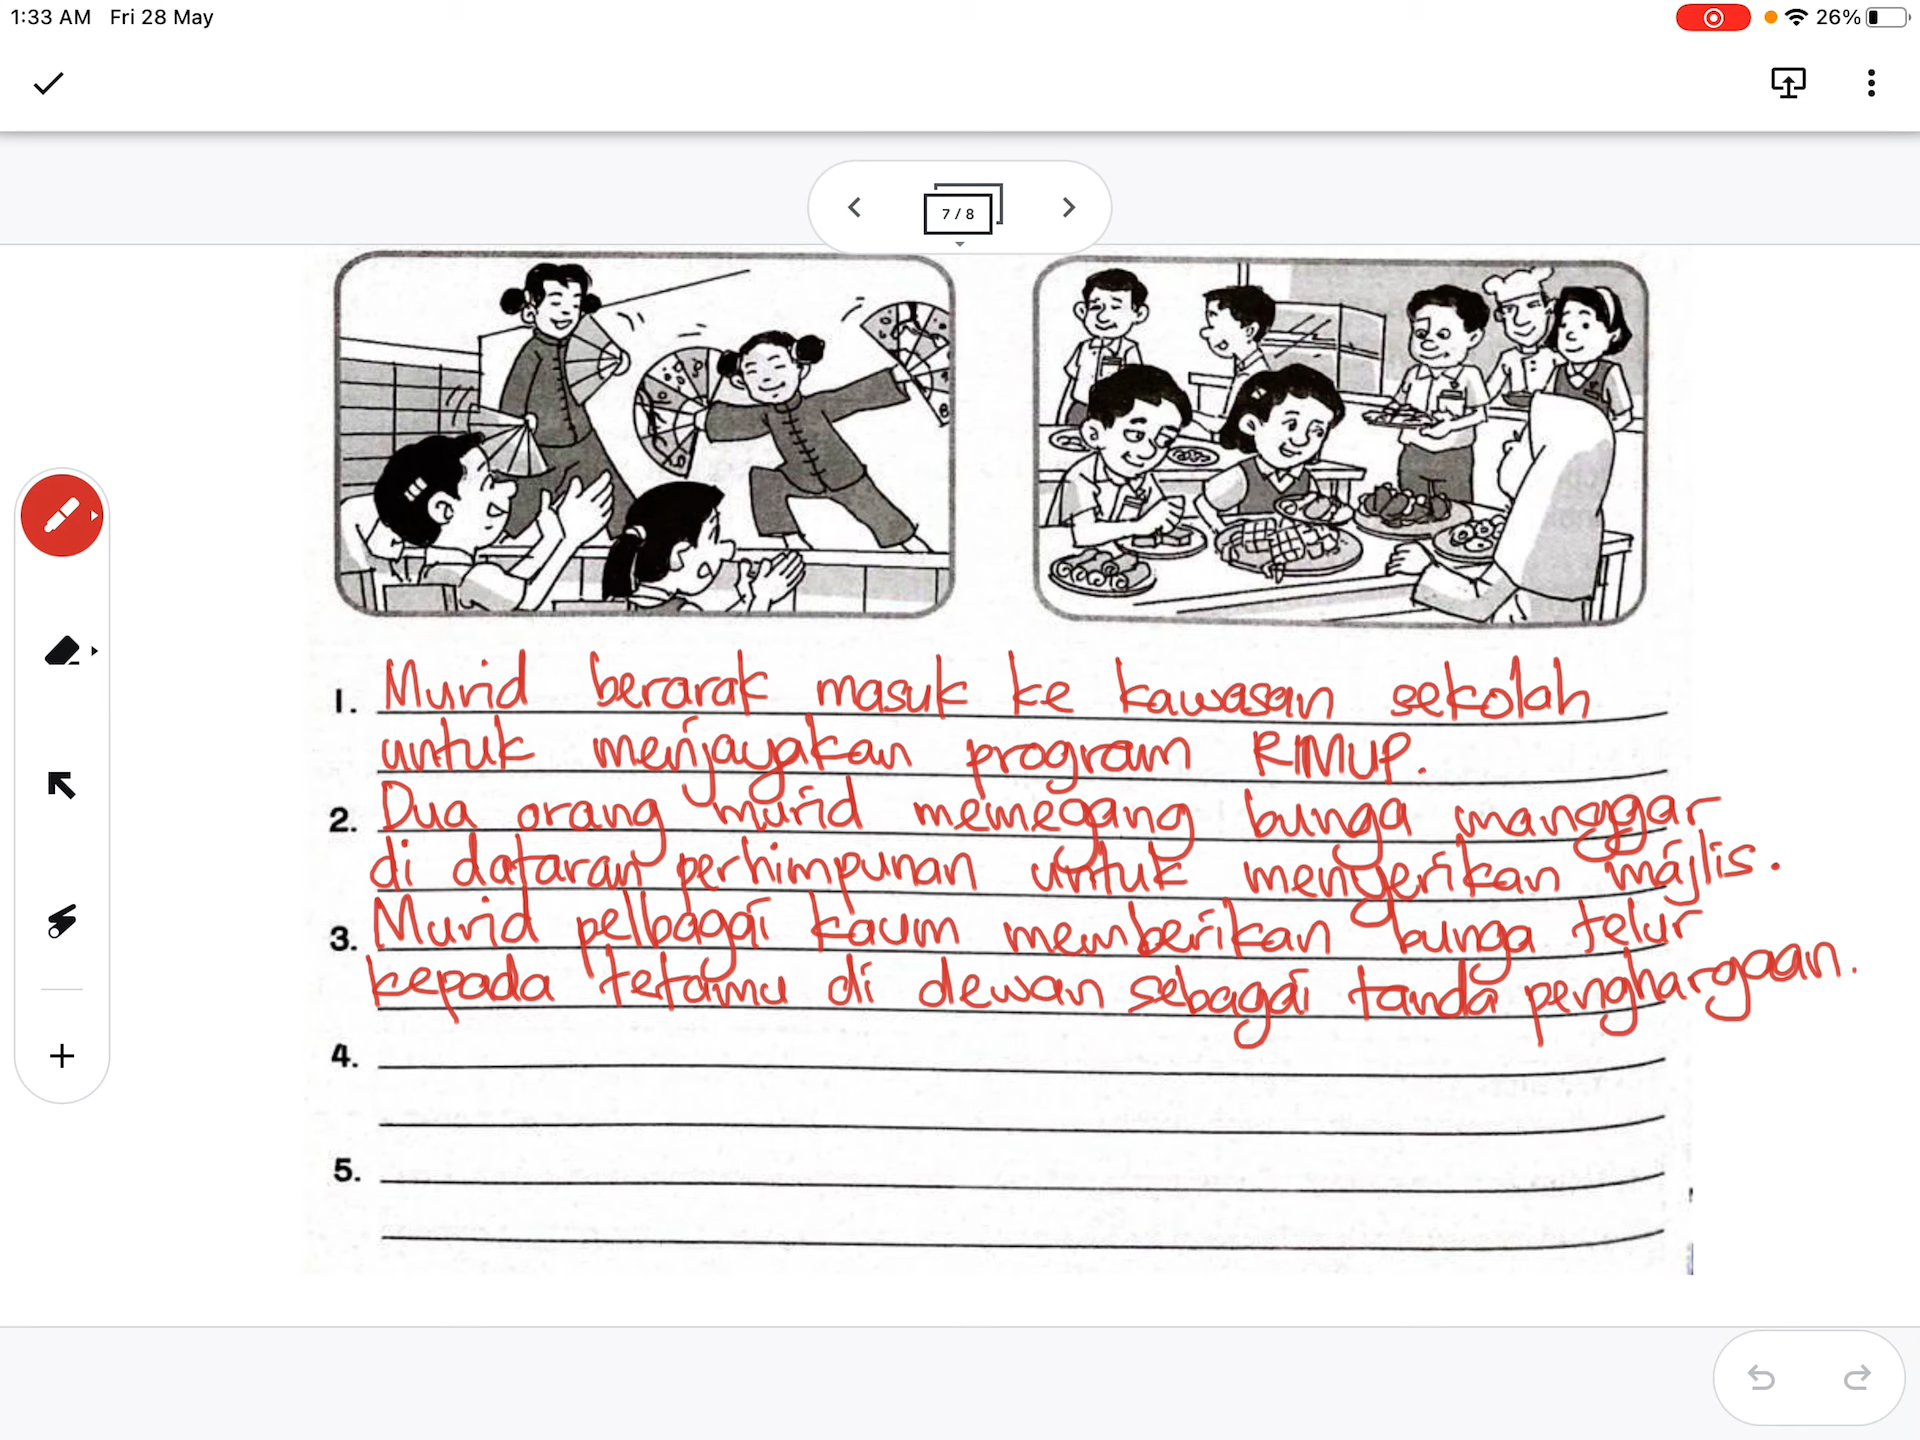 1:33 AM Fri 28 May
26%
7 / 8
1. Murid berarak masuk ke kawasan sekolah
untuk menjayakan program RIMUP.
2. Dua orang murid memegang bunga manggar
di dataran perhimpunan untuk menyerikan majlis.
3. Murid pelbagai kaum memberikan bunga telur
kepada tetamu di dewan sebagai tanda penghargaan.
4.
5.